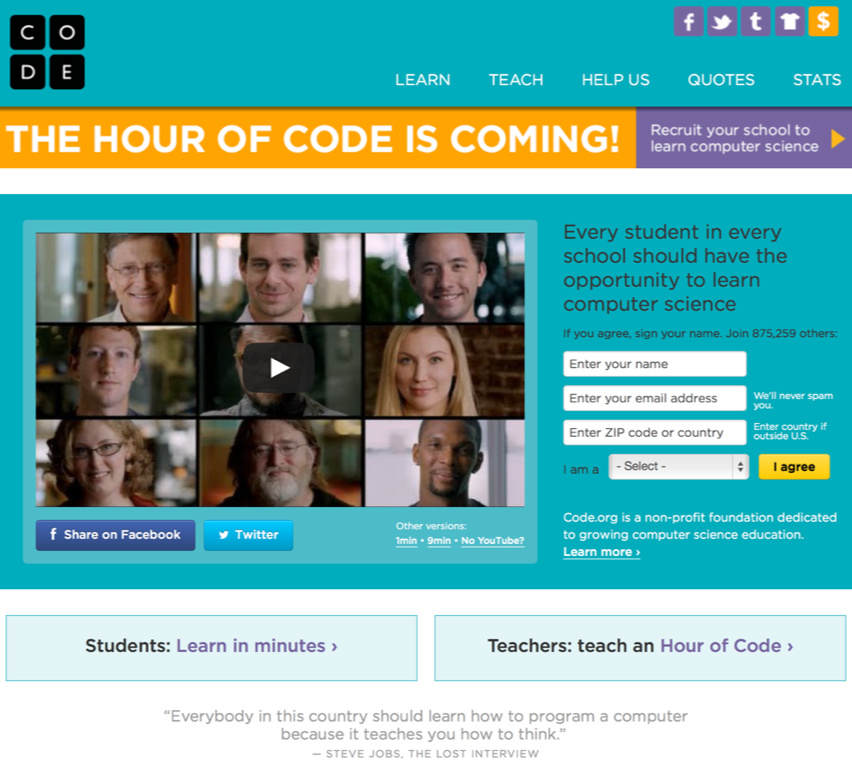 C O
D E
LEARN TEACH HELP US QUOTES STATS
THE HOUR OF CODE IS COMING!
Recruit your school to
learn computer science
Every student in every
school should have the
opportunity to learn
computer science
If you agree, sign your name. Join 875,259 others:
Enter your name
Enter your email address
We'll never spam
you.
Enter ZIP code or country
Enter country if
outside U.S.
I am a - Select - I agree
f Share on Facebook
Twitter
Other versions:
1min • 9min • No YouTube?
Code.org is a non-profit foundation dedicated
to growing computer science education.
Learn more ›
Students: Learn in minutes ›
Teachers: teach an Hour of Code ›
“Everybody in this country should learn how to program a computer
because it teaches you how to think.”
— STEVE JOBS, THE LOST INTERVIEW